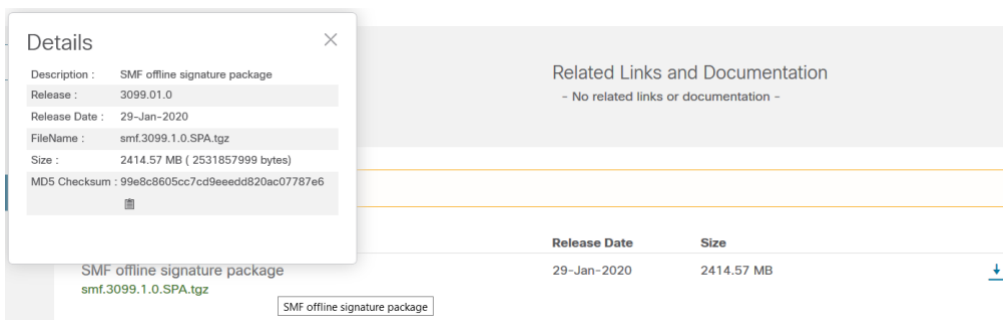 Details
Description : SMF offline signature package
Release : 3099.01.0
Release Date : 29-Jan-2020
FileName : smf.3099.1.0.SPA.tgz
Size : 2414.57 MB ( 2531857999 bytes)
MD5 Checksum : 99e8c8605cc7cd9eeedd820ac07787e6
Related Links and Documentation
- No related links or documentation -
Release Date Size
SMF offline signature package 29-Jan-2020 2414.57 MB
smf.3099.1.0.SPA.tgz
SMF offline signature package